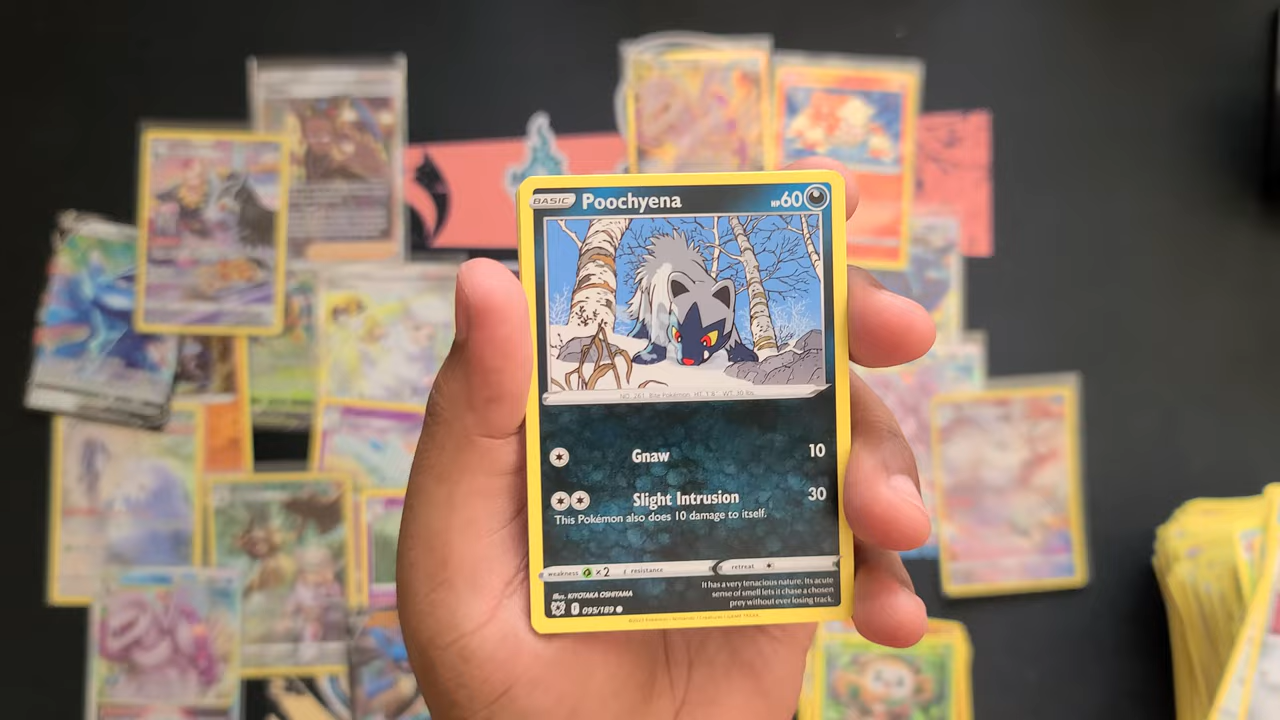 BASIC Poochyena HP 60
NO. 261 Bite Pokémon HT. 1'8" WT. 30 lbs.
Gnaw 10
Slight Intrusion 30
This Pokémon also does 10 damage to itself.
weakness ×2 resistance retreat
It has a very tenacious nature. Its acute
sense of smell lets it chase a chosen
prey without ever losing track.
Illus. KIYOTAKA OSHIYAMA
095/189